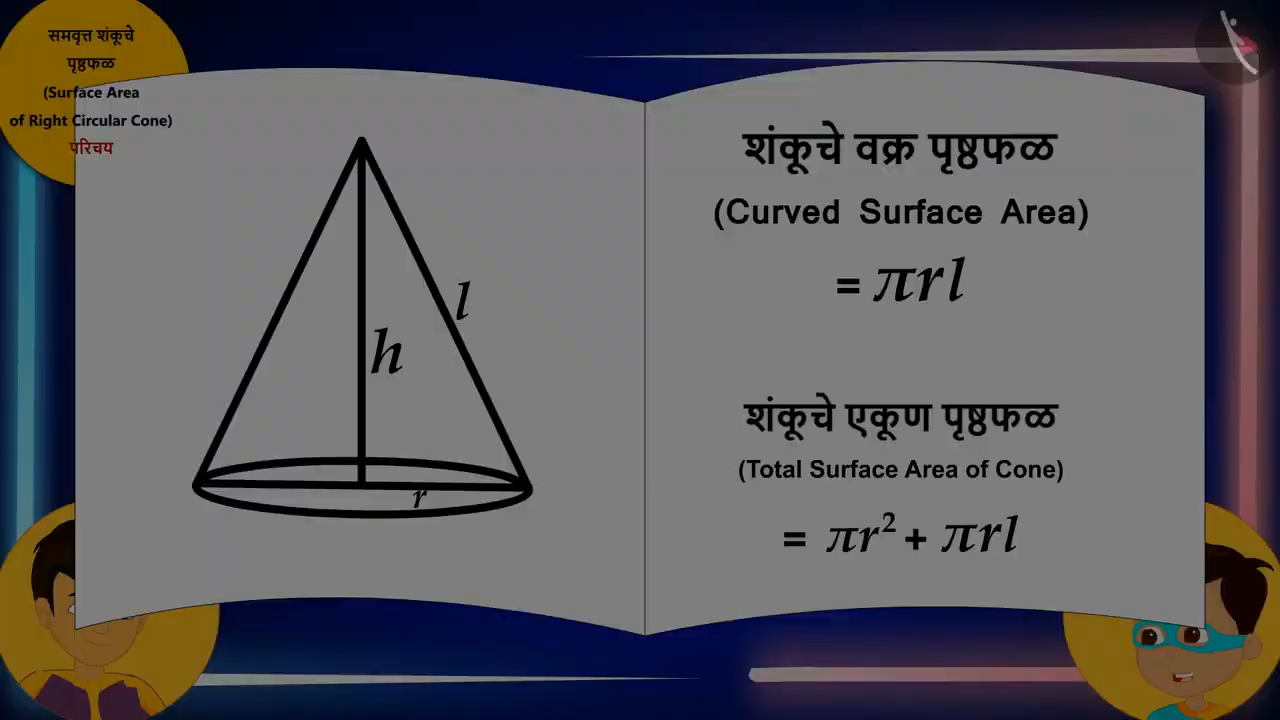 समवृत्त शंकूचे
पृष्ठफळ
(Surface Area
of Right Circular Cone)
परिचय
l
h
r
शंकूचे वक्र पृष्ठफळ
(Curved Surface Area)
= πrl
शंकूचे एकूण पृष्ठफळ
(Total Surface Area of Cone)
= πr² + πrl